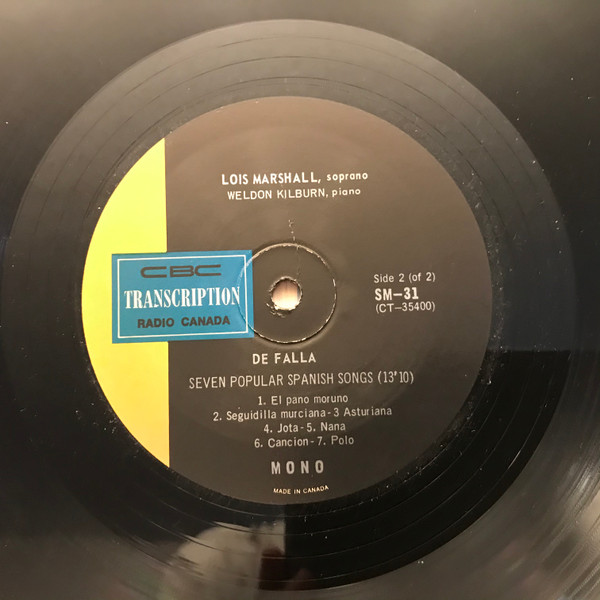 LOIS MARSHALL, soprano
WELDON KILBURN, piano
CBC
TRANSCRIPTION
RADIO CANADA
Side 2 (of 2)
SM-31
(CT-35400)
DE FALLA
SEVEN POPULAR SPANISH SONGS (13"10)
1. El pano moruno
2. Seguidilla murciana - 3 Asturiana
4. Jota - 5. Nana
6. Cancion - 7. Polo
MONO
MADE IN CANADA